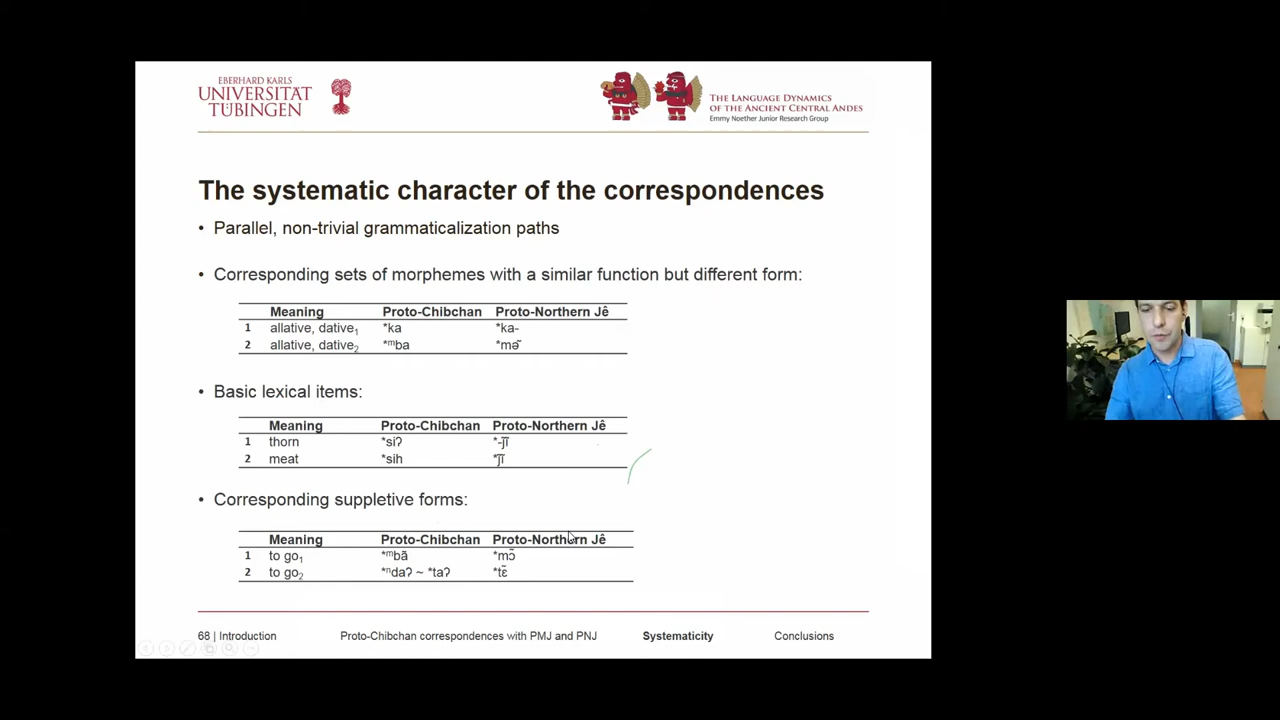 EBERHARD KARLS
UNIVERSITÄT
TÜBINGEN
THE LANGUAGE DYNAMICS
OF THE ANCIENT CENTRAL ANDES
Emmy Noether Junior Research Group
The systematic character of the correspondences
• Parallel, non-trivial grammaticalization paths
• Corresponding sets of morphemes with a similar function but different form:
Meaning Proto-Chibchan Proto-Northern Jê
1 allative, dative₁ *ka *ka-
2 allative, dative₂ *ᵐba *mə̃
• Basic lexical items:
Meaning Proto-Chibchan Proto-Northern Jê
1 thorn *siʔ *-ɟĩ
2 meat *sih *ɟĩ
• Corresponding suppletive forms:
Meaning Proto-Chibchan Proto-Northern Jê
1 to go₁ *ᵐbã *mɔ̃
2 to go₂ *ⁿdaʔ ~ *taʔ *tɛ̃
68 | Introduction Proto-Chibchan correspondences with PMJ and PNJ Systematicity Conclusions